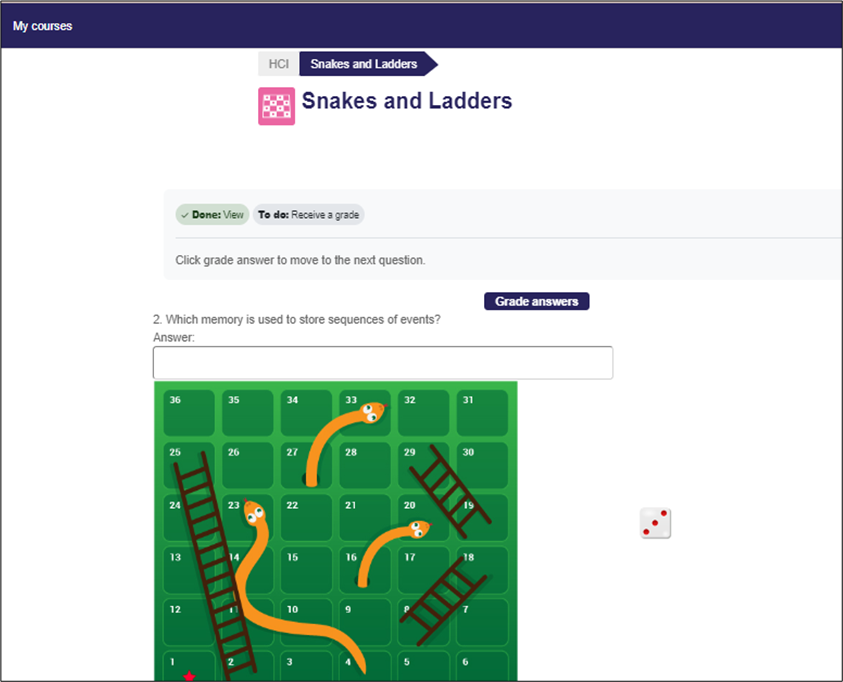 My courses
HCI Snakes and Ladders
Snakes and Ladders
✓ Done: View To do: Receive a grade
Click grade answer to move to the next question.
Grade answers
2. Which memory is used to store sequences of events?
Answer:
36 35 34 33 32 31
25 26 27 28 29 30
24 23 22 21 20 19
13 14 15 16 17 18
12 11 10 9 8 7
1 2 3 4 5 6